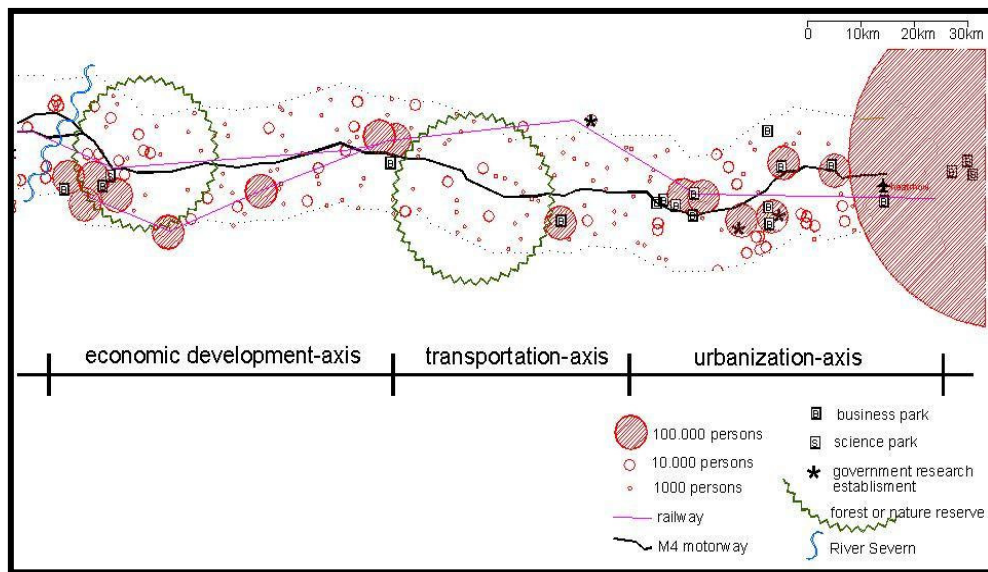 0 10km 20km 30km
Heathrow
economic development-axis
transportation-axis
urbanization-axis
100.000 persons
10.000 persons
1000 persons
railway
M4 motorway
B business park
S science park
government research
establisment
forest or nature reserve
River Severn